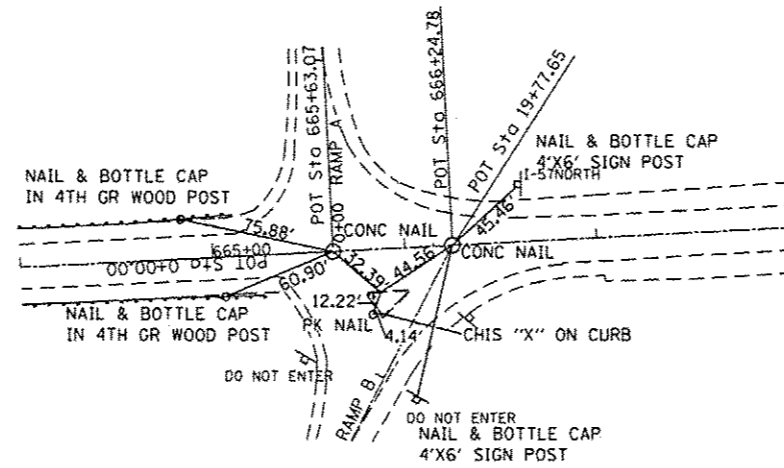 POT Sta 665+63.07
RAMP A
0+00
POT Sta 666+24.78
POT Sta 19+77.65
NAIL & BOTTLE CAP
4'X6' SIGN POST
I-57NORTH
NAIL & BOTTLE CAP
IN 4TH GR WOOD POST
75.88'
CONC NAIL
45.46'
CONC NAIL
665+00
POT Sta 0+00.00
60.90'
12.39'
44.56'
12.22'
NAIL & BOTTLE CAP
IN 4TH GR WOOD POST
PK NAIL
4.14'
CHIS "X" ON CURB
DO NOT ENTER
RAMP B
DO NOT ENTER
NAIL & BOTTLE CAP
4'X6' SIGN POST